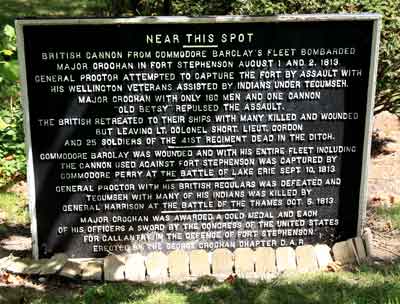 NEAR THIS SPOT
BRITISH CANNON FROM COMMODORE BARCLAY'S FLEET BOMBARDED
MAJOR CROGHAN IN FORT STEPHENSON AUGUST 1 AND 2, 1813.
GENERAL PROCTOR ATTEMPTED TO CAPTURE THE FORT BY ASSAULT WITH
HIS WELLINGTON VETERANS ASSISTED BY INDIANS UNDER TECUMSEH.
MAJOR CROGHAN WITH ONLY 160 MEN AND ONE CANNON
"OLD BETSY" REPULSED THE ASSAULT.
THE BRITISH RETREATED TO THEIR SHIPS WITH MANY KILLED AND WOUNDED
BUT LEAVING LT. COLONEL SHORT, LIEUT. GORDON
AND 25 SOLDIERS OF THE 41ST REGIMENT DEAD IN THE DITCH.
COMMODORE BARCLAY WAS WOUNDED AND WITH HIS ENTIRE FLEET INCLUDING
THE CANNON USED AGAINST FORT STEPHENSON WAS CAPTURED BY
COMMODORE PERRY AT THE BATTLE OF LAKE ERIE SEPT. 10, 1813.
GENERAL PROCTOR WITH HIS BRITISH REGULARS WAS DEFEATED AND
TECUMSEH WITH MANY OF HIS INDIANS WAS KILLED BY
GENERAL HARRISON AT THE BATTLE OF THE THAMES OCT. 5, 1813.
MAJOR CROGHAN WAS AWARDED A GOLD MEDAL AND EACH
OF HIS OFFICERS A SWORD BY THE CONGRESS OF THE UNITED STATES
FOR GALLANTRY IN THE DEFENCE OF FORT STEPHENSON.
ERECTED BY THE GEORGE CROGHAN CHAPTER D.A.R.